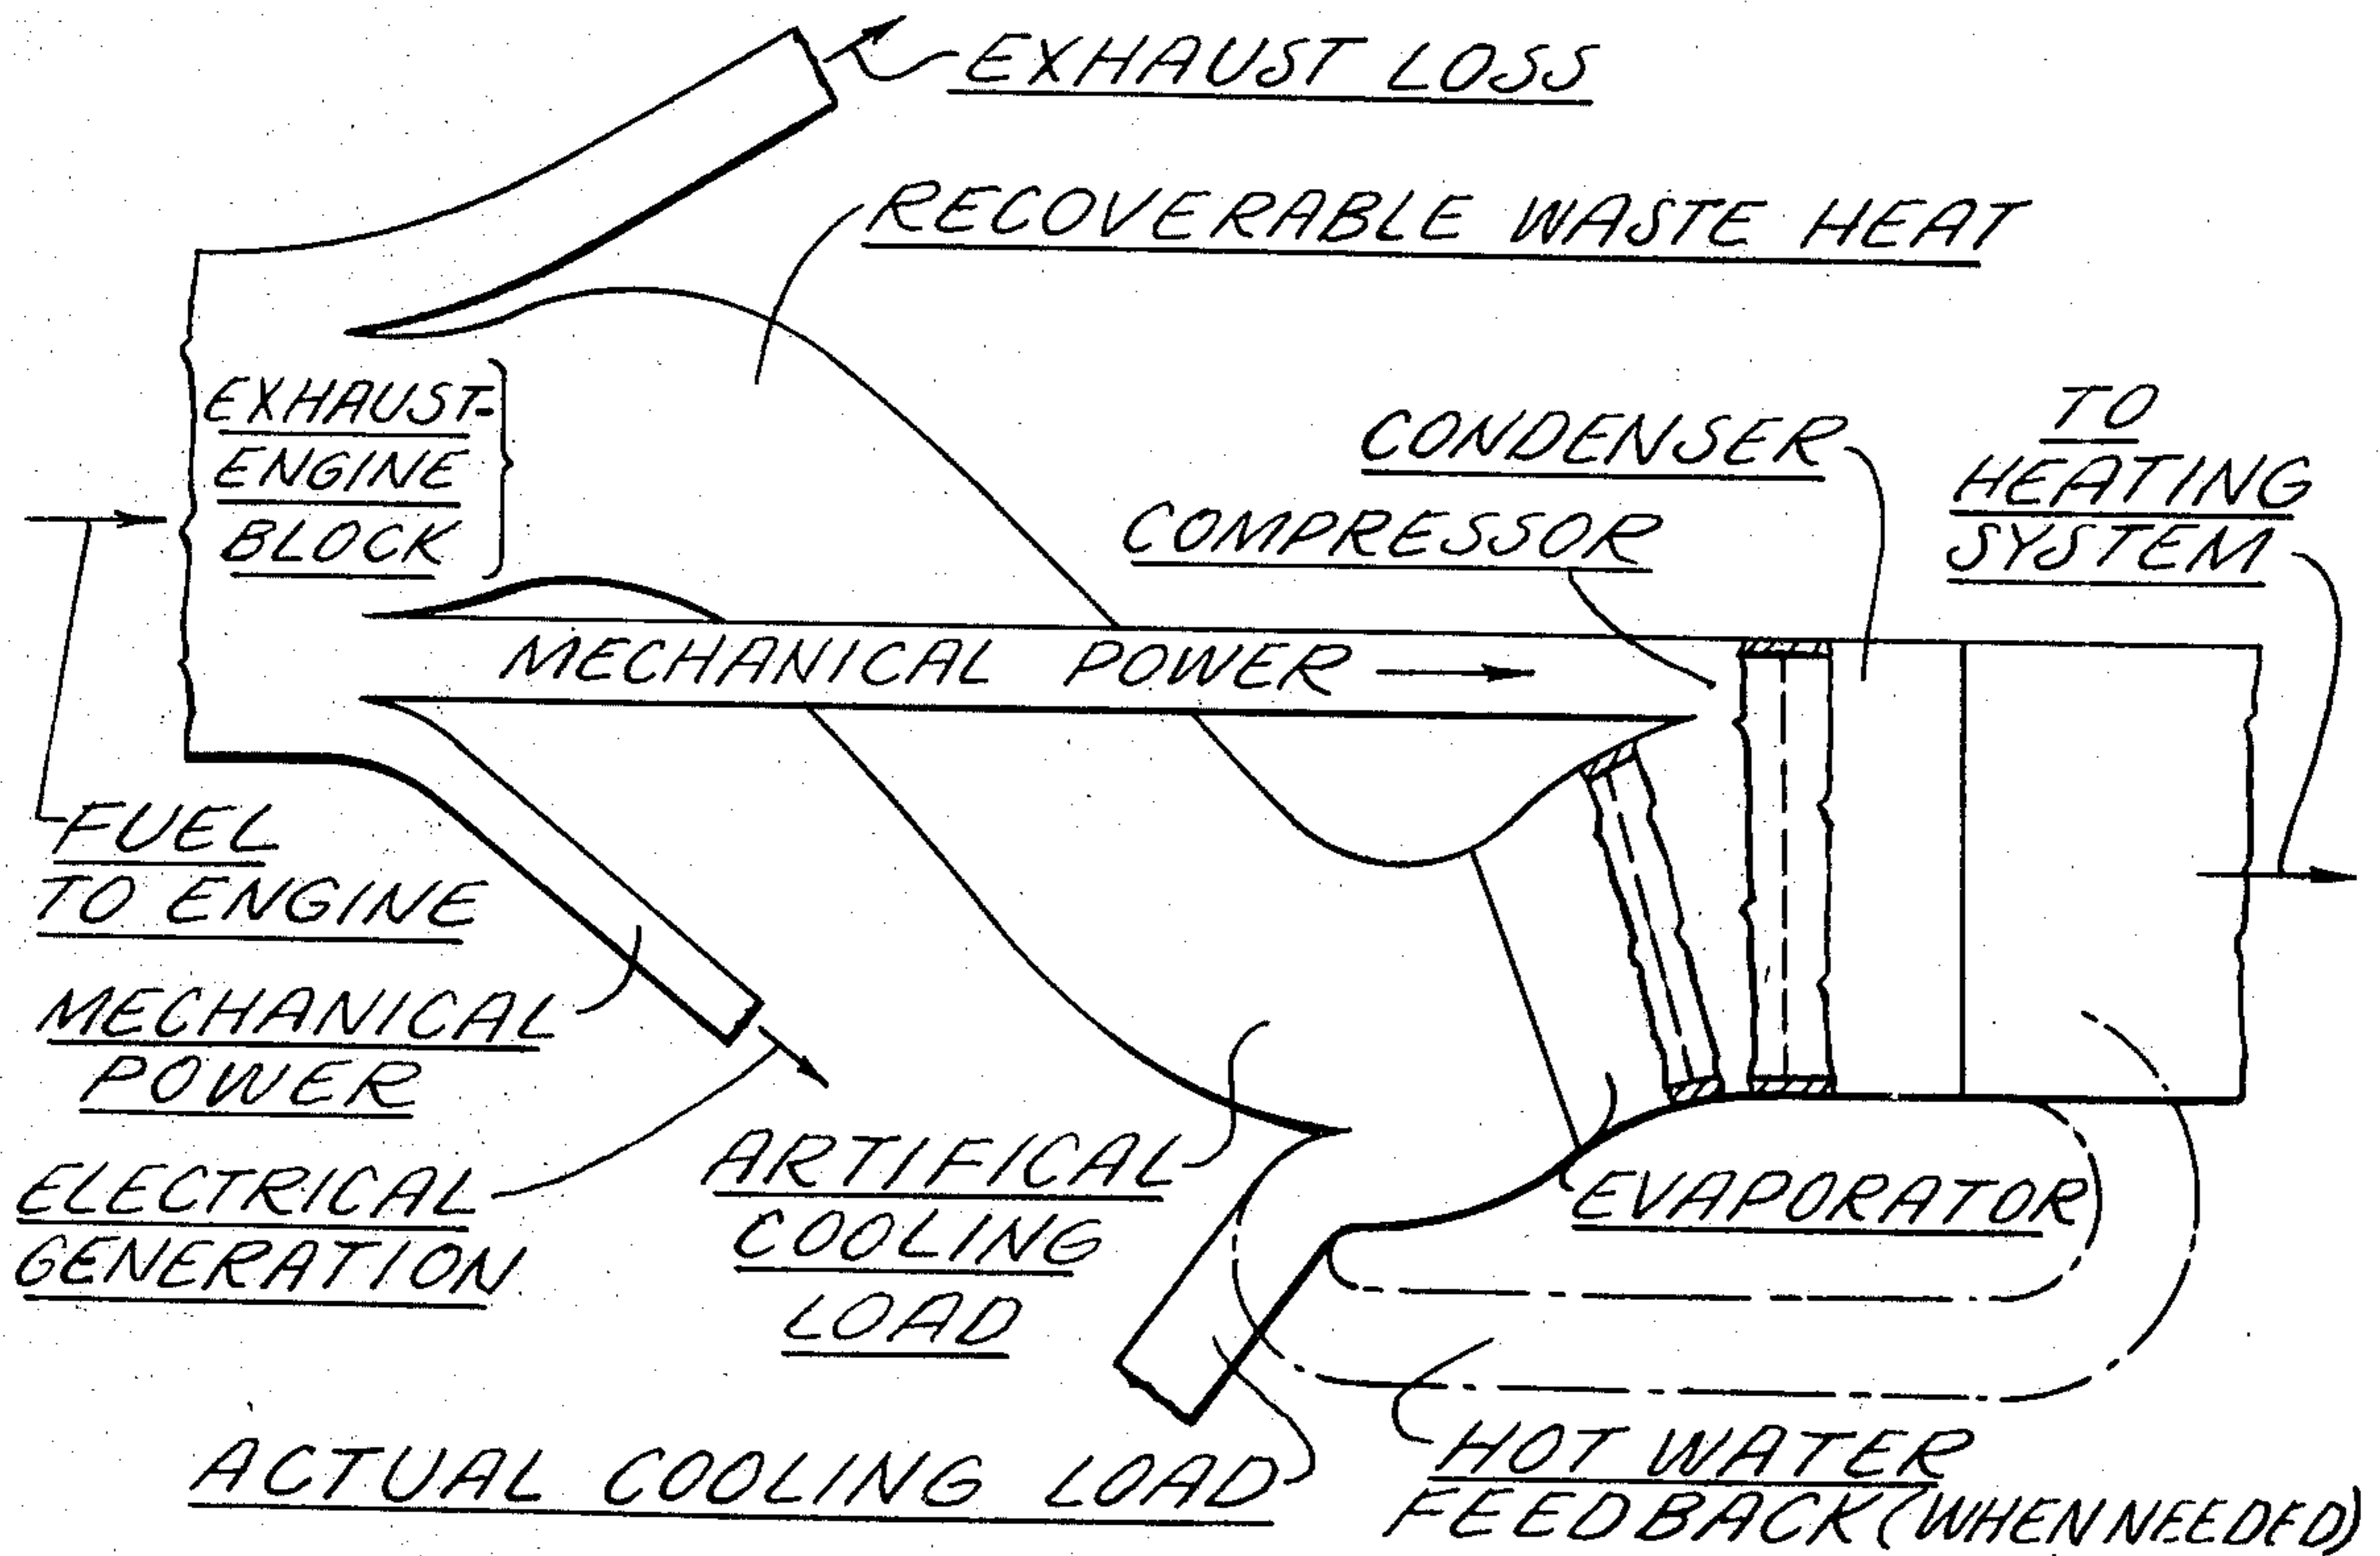 EXHAUST LOSS
RECOVERABLE WASTE HEAT
EXHAUST-
ENGINE
BLOCK
CONDENSER
COMPRESSOR
TO
HEATING
SYSTEM
MECHANICAL POWER
FUEL
TO ENGINE
MECHANICAL
POWER
ELECTRICAL
GENERATION
ARTIFICAL
COOLING
LOAD
EVAPORATOR
ACTUAL COOLING LOAD
HOT WATER
FEEDBACK (WHEN NEEDED)